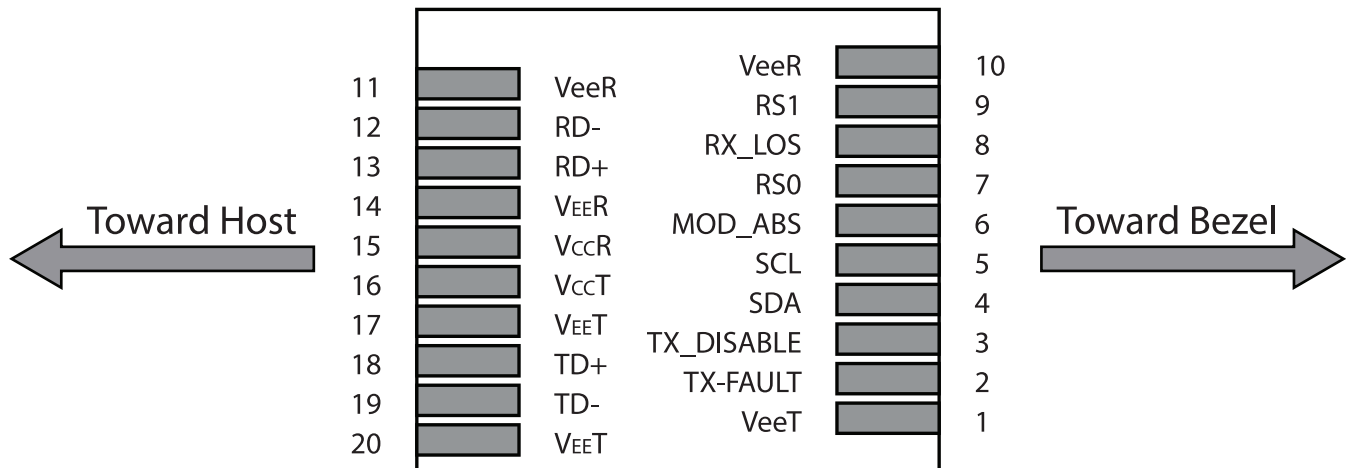 VeeR 10
11 VeeR RS1 9
12 RD- RX_LOS 8
13 RD+ RS0 7
14 VEER MOD_ABS 6
Toward Host Toward Bezel
15 VCCR SCL 5
16 VCCT SDA 4
17 VEET TX_DISABLE 3
18 TD+ TX-FAULT 2
19 TD- VeeT 1
20 VEET